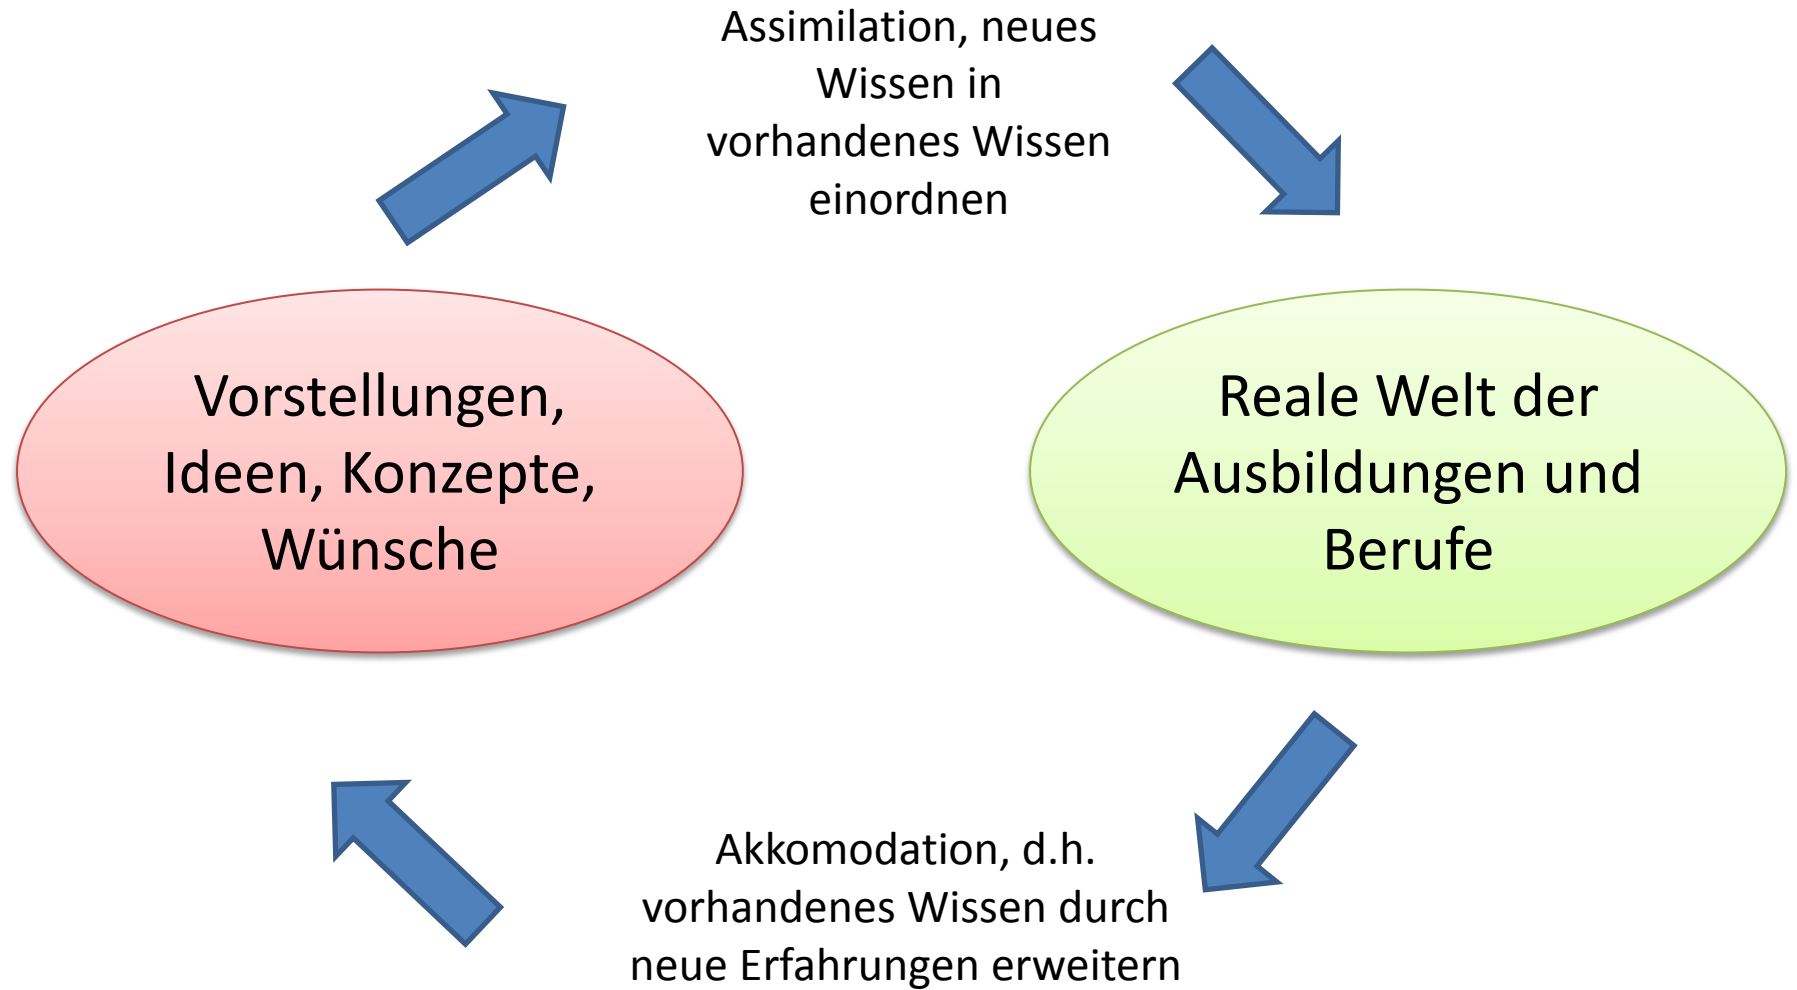 Assimilation, neues
Wissen in
vorhandenes Wissen
einordnen
Vorstellungen,
Ideen, Konzepte,
Wünsche
Reale Welt der
Ausbildungen und
Berufe
Akkomodation, d.h.
vorhandenes Wissen durch
neue Erfahrungen erweitern